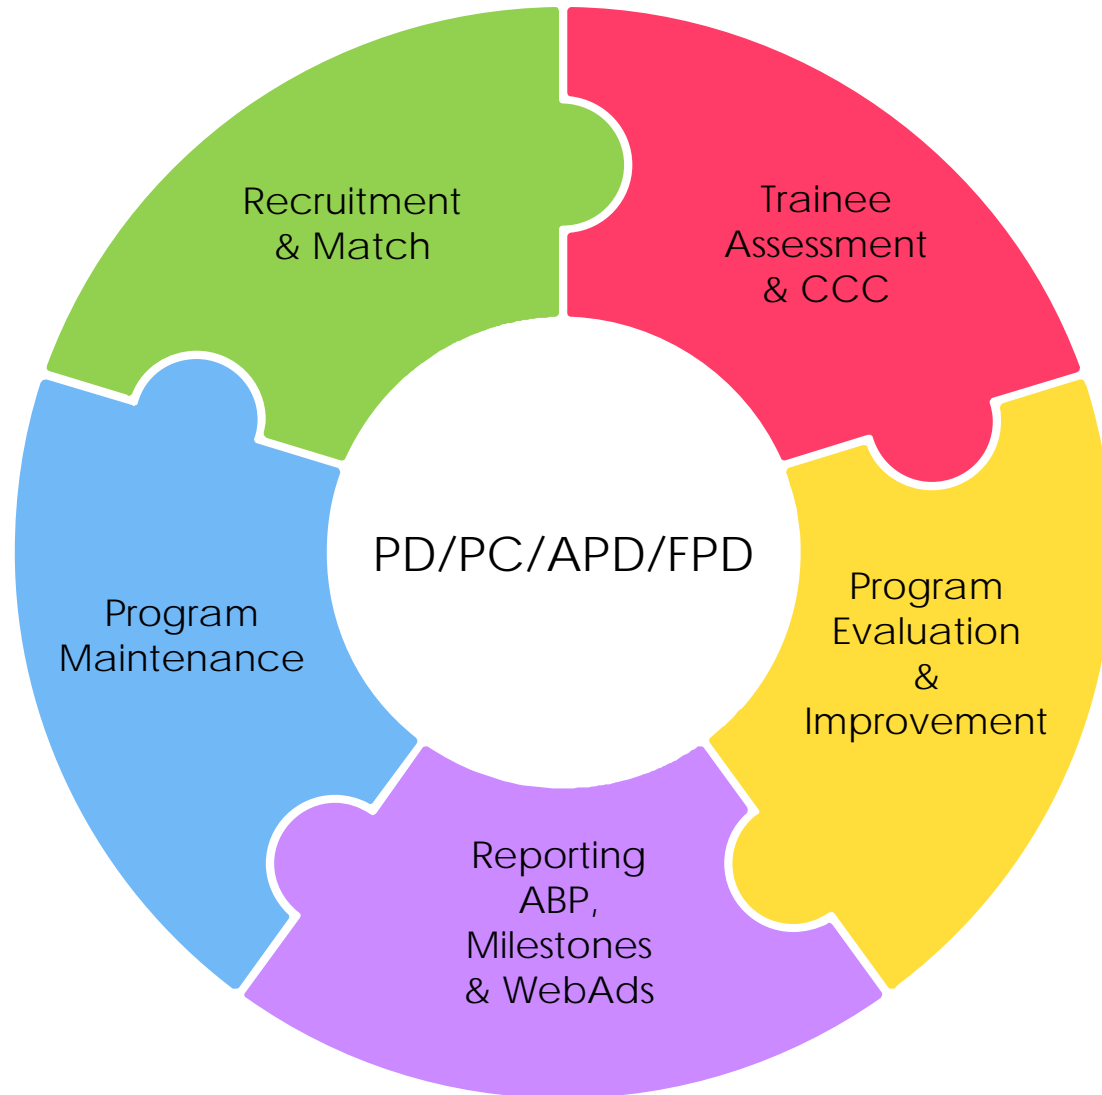 Recruitment
& Match
Trainee
Assessment
& CCC
PD/PC/APD/FPD
Program
Evaluation
&
Improvement
Program
Maintenance
Reporting
ABP,
Milestones
& WebAds